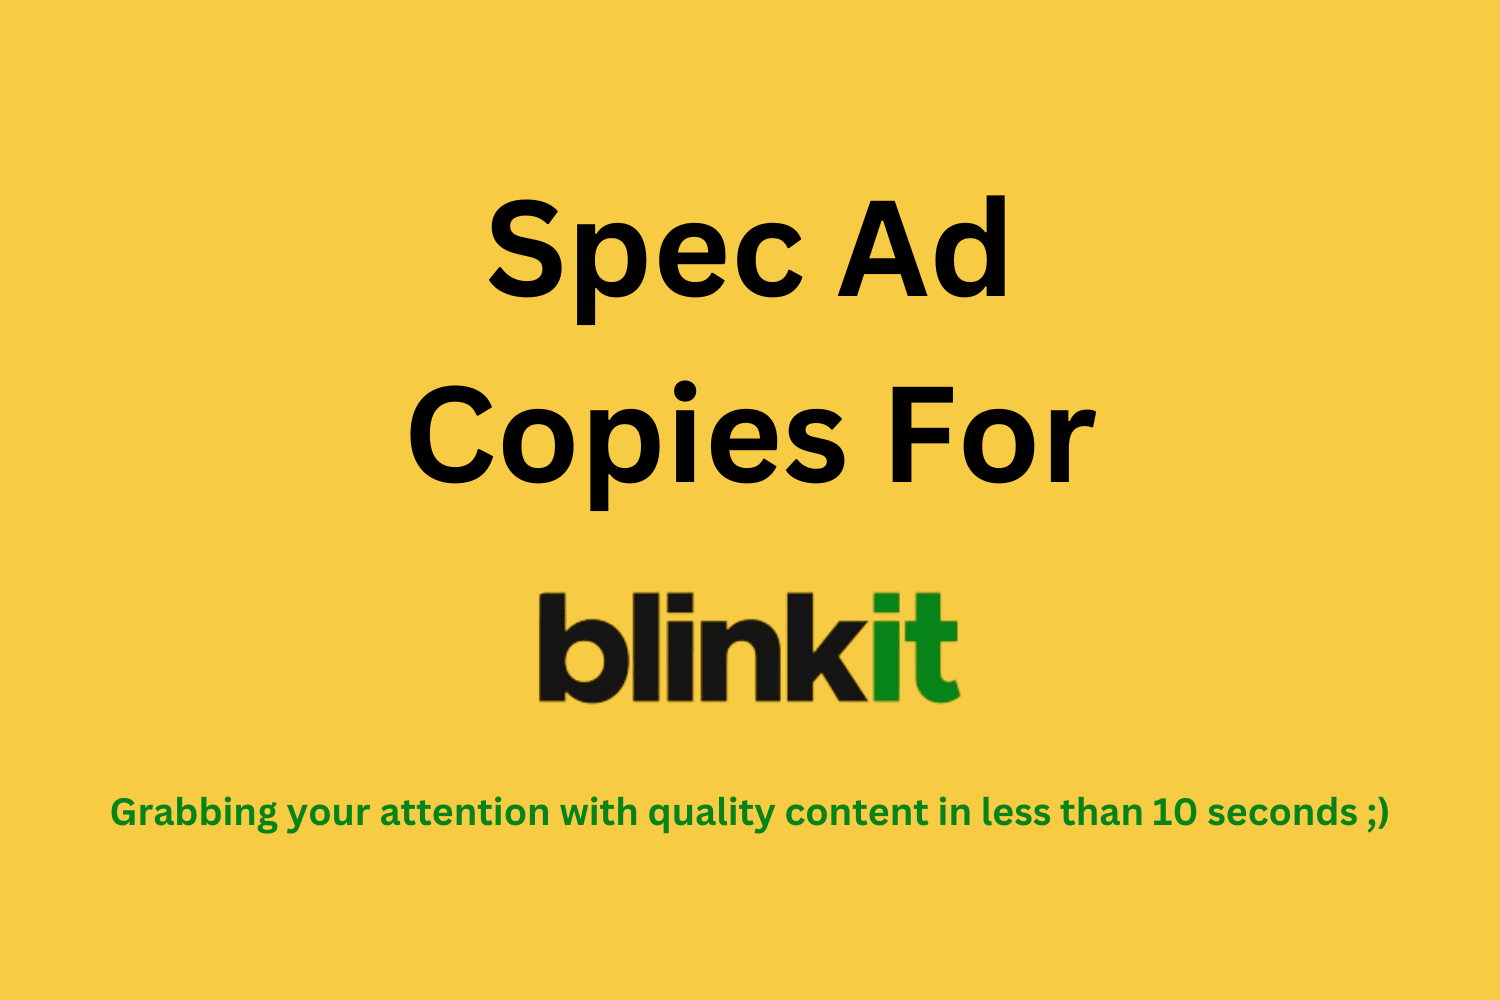 Spec Ad
Copies For
blinkit
Grabbing your attention with quality content in less than 10 seconds ;)